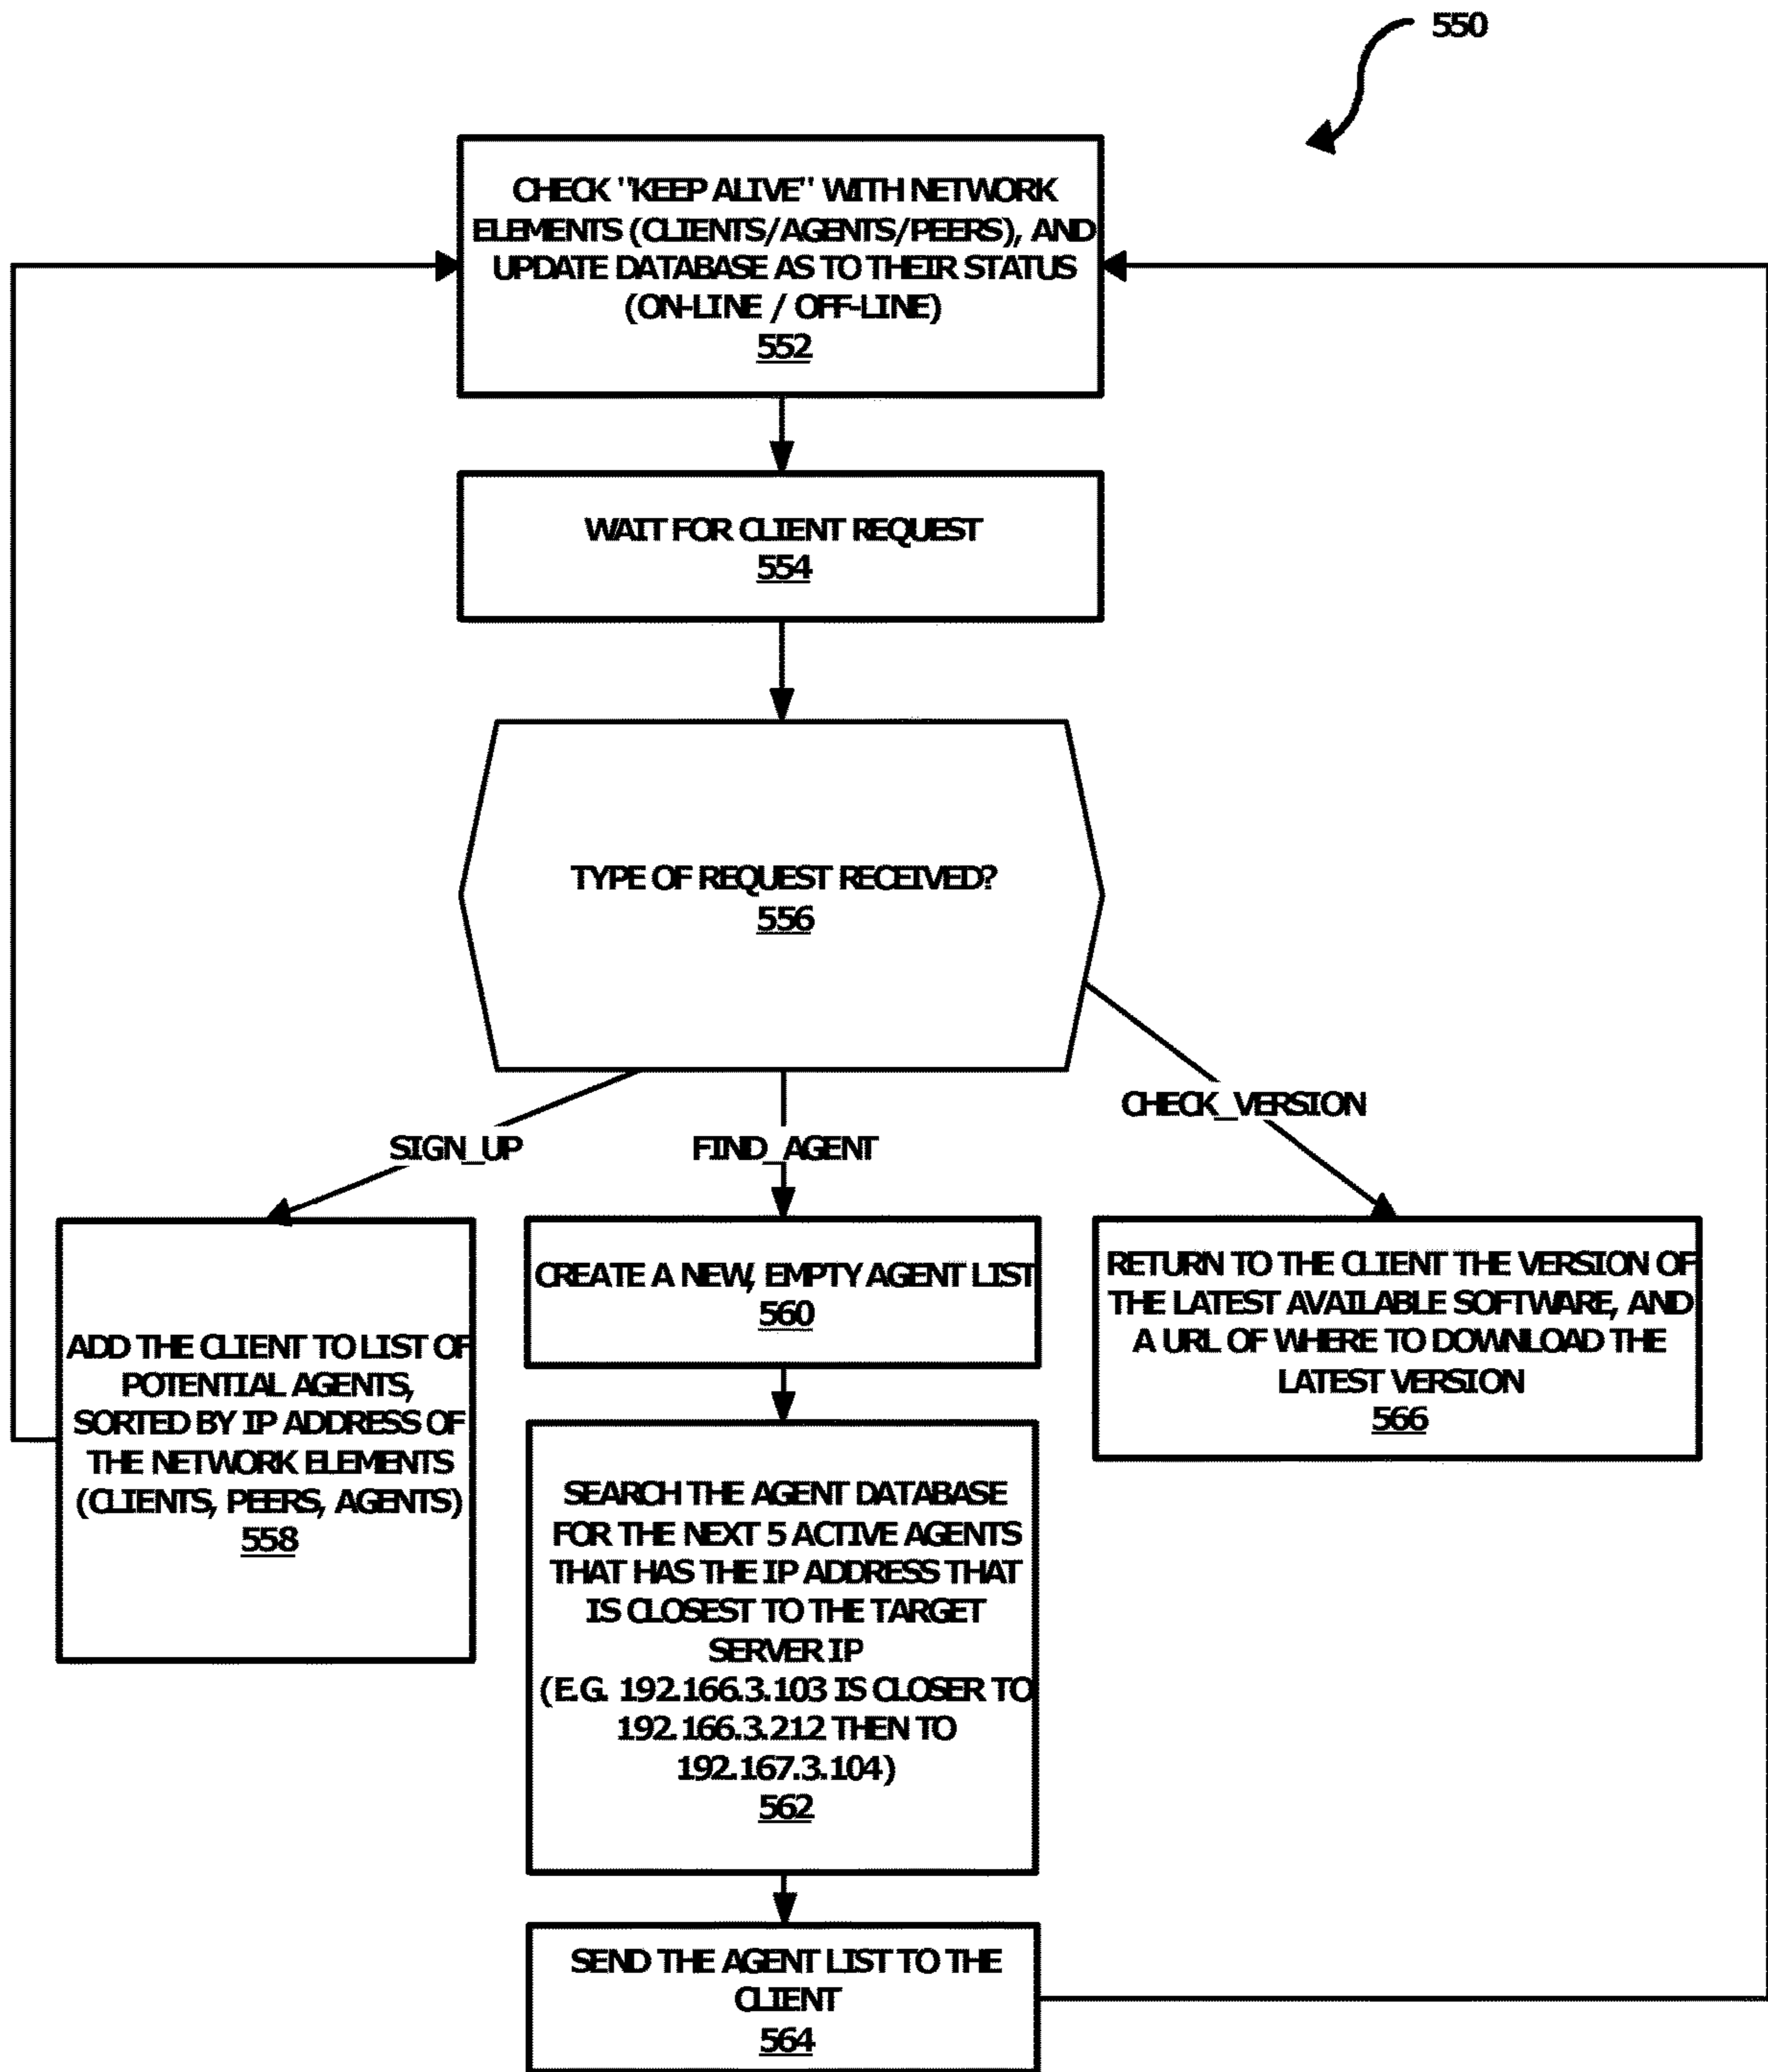 550
CHECK "KEEP ALIVE" WITH NETWORK
ELEMENTS (CLIENTS/AGENTS/PEERS), AND
UPDATE DATABASE AS TO THEIR STATUS
(ON-LINE / OFF-LINE)
552
WAIT FOR CLIENT REQUEST
554
TYPE OF REQUEST RECEIVED?
556
SIGN_UP
FIND_AGENT
CHECK_VERSION
ADD THE CLIENT TO LIST OF
POTENTIAL AGENTS,
SORTED BY IP ADDRESS OF
THE NETWORK ELEMENTS
(CLIENTS, PEERS, AGENTS)
558
CREATE A NEW, EMPTY AGENT LIST
560
SEARCH THE AGENT DATABASE
FOR THE NEXT 5 ACTIVE AGENTS
THAT HAS THE IP ADDRESS THAT
IS CLOSEST TO THE TARGET
SERVER IP
(E.G. 192.166.3.103 IS CLOSER TO
192.166.3.212 THEN TO
192.167.3.104)
562
SEND THE AGENT LIST TO THE
CLIENT
564
RETURN TO THE CLIENT THE VERSION OF
THE LATEST AVAILABLE SOFTWARE, AND
A URL OF WHERE TO DOWNLOAD THE
LATEST VERSION
566